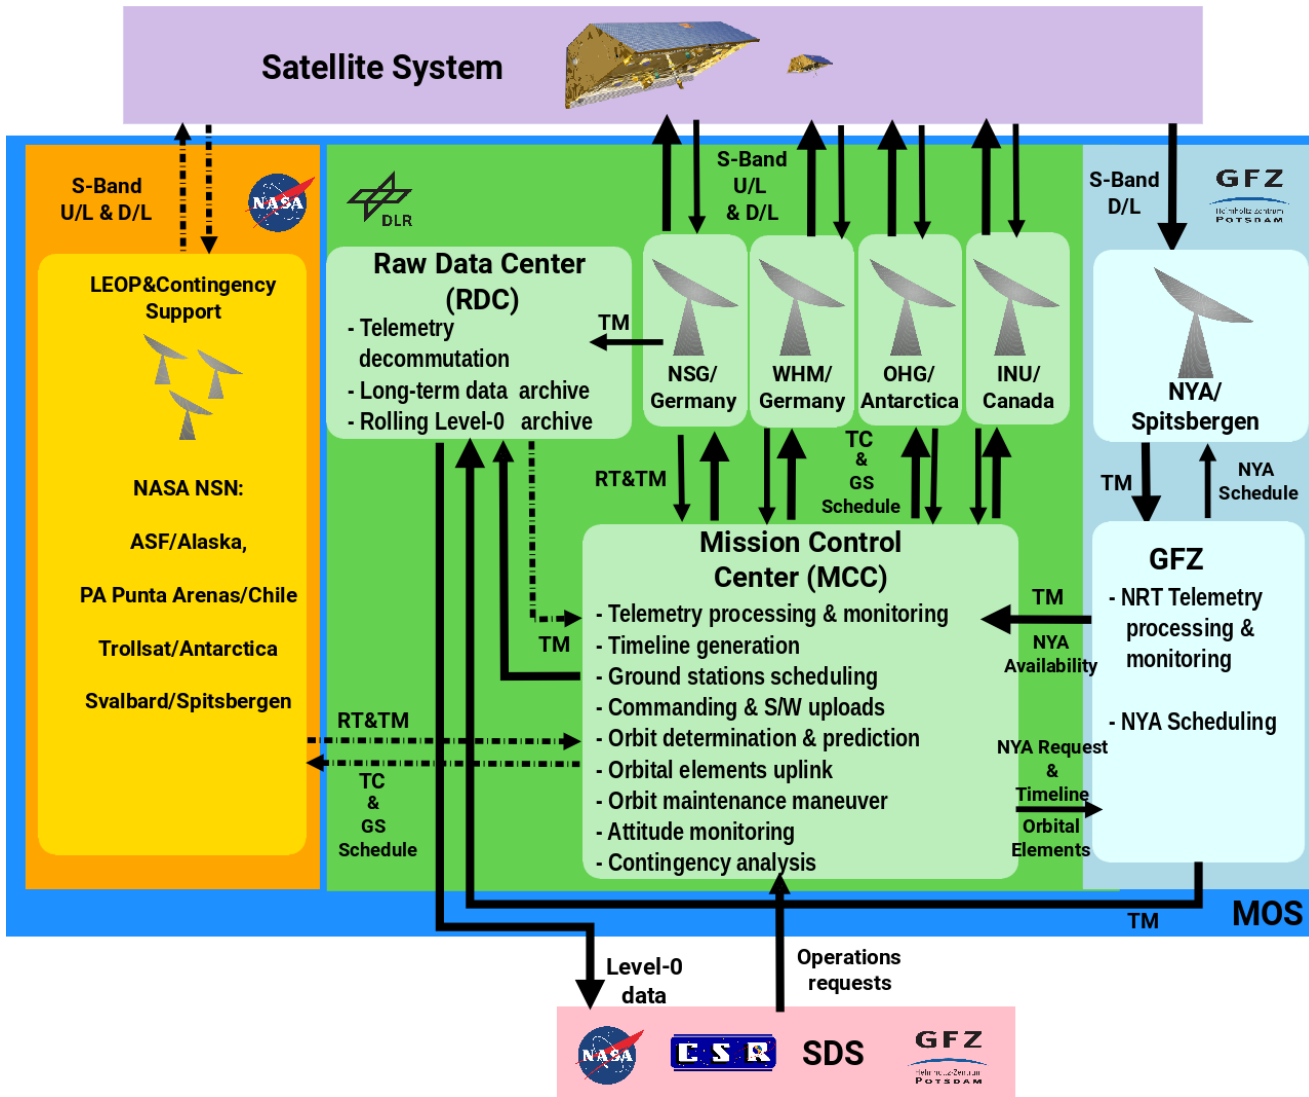 Satellite System
S-Band
U/L & D/L
NASA
LEOP&Contingency
Support
NASA NSN:
ASF/Alaska,
PA Punta Arenas/Chile
Trollsat/Antarctica
Svalbard/Spitsbergen
DLR
Raw Data Center
(RDC)
- Telemetry
decommutation
- Long-term data archive
- Rolling Level-0 archive
TM
S-Band
U/L
& D/L
NSG/
Germany
WHM/
Germany
OHG/
Antarctica
INU/
Canada
S-Band
D/L
GFZ
Helmholtz-Zentrum
POTSDAM
NYA/
Spitsbergen
RT&TM
TC
&
GS
Schedule
TM
NYA
Schedule
Mission Control
Center (MCC)
- Telemetry processing & monitoring
- Timeline generation
- Ground stations scheduling
- Commanding & S/W uploads
- Orbit determination & prediction
- Orbital elements uplink
- Orbit maintenance maneuver
- Attitude monitoring
- Contingency analysis
TM
RT&TM
TC
&
GS
Schedule
TM
NYA
Availability
NYA Request
&
Timeline
Orbital
Elements
GFZ
- NRT Telemetry
processing &
monitoring
- NYA Scheduling
TM
MOS
Level-0
data
Operations
requests
NASA
CSR
SDS
GFZ
Helmholtz-Zentrum
POTSDAM